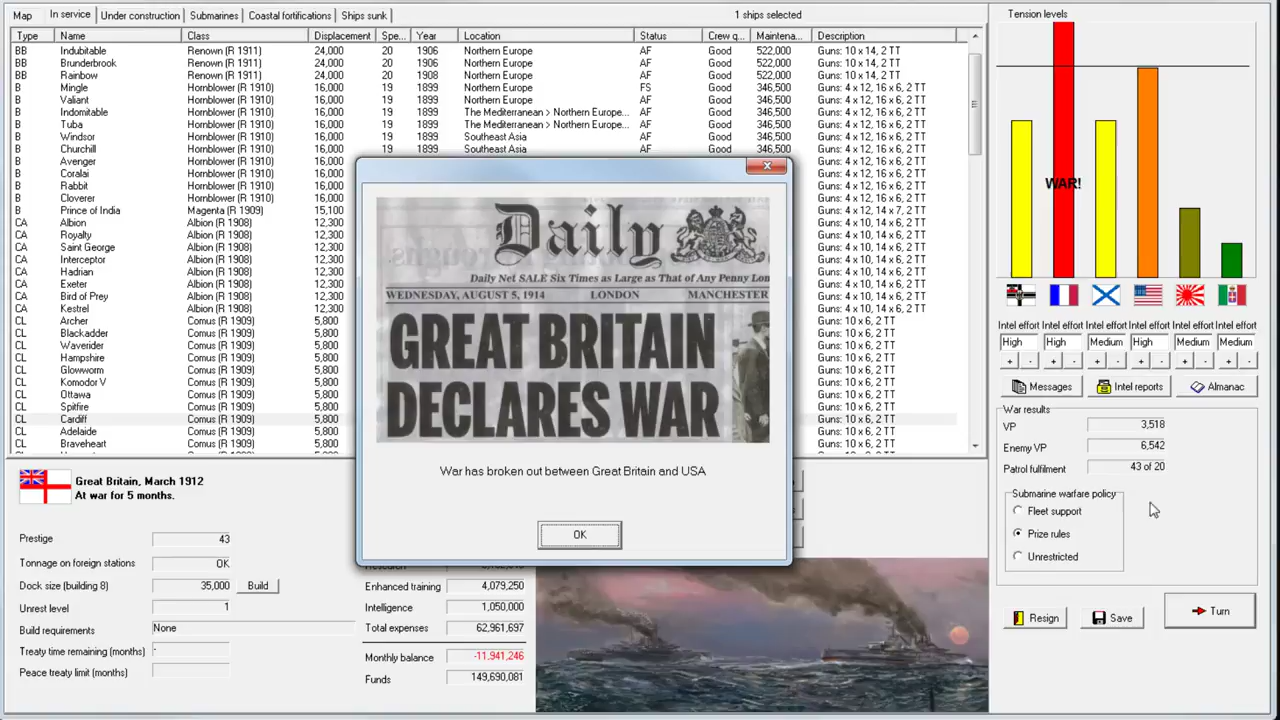 Map In service Under construction Submarines Coastal fortifications Ships sunk 1 ships selected
Type Name Class Displacement Spe... Year Location Status Crew q... Maintena... Description
BB Indubitable Renown (R 1911) 24,000 20 1906 Northern Europe AF Good 522,000 Guns: 10 x 14, 2 TT
BB Brunderbrook Renown (R 1911) 24,000 20 1906 Northern Europe AF Good 522,000 Guns: 10 x 14, 2 TT
BB Rainbow Renown (R 1911) 24,000 20 1908 Northern Europe AF Good 522,000 Guns: 10 x 14, 2 TT
B Mingle Hornblower (R 1910) 16,000 19 1899 Northern Europe FS Good 346,500 Guns: 4 x 12, 16 x 6, 2 TT
B Valiant Hornblower (R 1910) 16,000 19 1899 Northern Europe AF Good 346,500 Guns: 4 x 12, 16 x 6, 2 TT
B Indomitable Hornblower (R 1910) 16,000 19 1899 The Mediterranean > Northern Europe... AF Good 346,500 Guns: 4 x 12, 16 x 6, 2 TT
B Tuba Hornblower (R 1910) 16,000 19 1899 The Mediterranean > Northern Europe... AF Good 346,500 Guns: 4 x 12, 16 x 6, 2 TT
B Windsor Hornblower (R 1910) 16,000 19 1899 Southeast Asia AF Good 346,500 Guns: 4 x 12, 16 x 6, 2 TT
B Churchill Hornblower (R 1910) 16,000 19 1899 Southeast Asia AF Good 346,500 Guns: 4 x 12, 16 x 6, 2 TT
B Avenger Hornblower (R 1910) 16,000 Guns: 4 x 12, 16 x 6, 2 TT
B Coralai Hornblower (R 1910) 16,000 Guns: 4 x 12, 16 x 6, 2 TT
B Rabbit Hornblower (R 1910) 16,000 Guns: 4 x 12, 16 x 6, 2 TT
B Cloverer Hornblower (R 1910) 16,000 Guns: 4 x 12, 16 x 6, 2 TT
B Prince of India Magenta (R 1909) 15,100 Guns: 4 x 12, 14 x 7, 2 TT
CA Albion Albion (R 1908) 12,300 Guns: 4 x 10, 14 x 6, 2 TT
CA Royalty Albion (R 1908) 12,300 Guns: 4 x 10, 14 x 6, 2 TT
CA Saint George Albion (R 1908) 12,300 Guns: 4 x 10, 14 x 6, 2 TT
CA Interceptor Albion (R 1908) 12,300 Guns: 4 x 10, 14 x 6, 2 TT
CA Hadrian Albion (R 1908) 12,300 Guns: 4 x 10, 14 x 6, 2 TT
CA Exeter Albion (R 1908) 12,300 Guns: 4 x 10, 14 x 6, 2 TT
CA Bird of Prey Albion (R 1908) 12,300 Guns: 4 x 10, 14 x 6, 2 TT
CA Kestrel Albion (R 1908) 12,300 Guns: 4 x 10, 14 x 6, 2 TT
CL Archer Comus (R 1909) 5,800 Guns: 10 x 6, 2 TT
CL Blackadder Comus (R 1909) 5,800 Guns: 10 x 6, 2 TT
CL Waverider Comus (R 1909) 5,800 Guns: 10 x 6, 2 TT
CL Hampshire Comus (R 1909) 5,800 Guns: 10 x 6, 2 TT
CL Glowworm Comus (R 1909) 5,800 Guns: 10 x 6, 2 TT
CL Komodor V Comus (R 1909) 5,800 Guns: 10 x 6, 2 TT
CL Ottawa Comus (R 1909) 5,800 Guns: 10 x 6, 2 TT
CL Spitfire Comus (R 1909) 5,800 Guns: 10 x 6, 2 TT
CL Cardiff Comus (R 1909) 5,800 Guns: 10 x 6, 2 TT
CL Adelaide Comus (R 1909) 5,800 Guns: 10 x 6, 2 TT
CL Braveheart Comus (R 1909) 5,800 Guns: 10 x 6, 2 TT
Daily
Daily Net SALE Six Times as Large as That of Any Penny Lon
WEDNESDAY, AUGUST 5, 1914 LONDON MANCHESTER
GREAT BRITAIN
DECLARES WAR
War has broken out between Great Britain and USA
OK
Great Britain, March 1912
At war for 5 months.
Prestige 43
Tonnage on foreign stations OK
Dock size (building 8) 35,000 Build
Unrest level 1
Build requirements None
Treaty time remaining (months) -
Peace treaty limit (months)
Enhanced training 4,079,250
Intelligence 1,050,000
Total expenses 62,961,697
Monthly balance -11,941,246
Funds 149,690,081
Tension levels
WAR!
Intel effort Intel effort Intel effort Intel effort Intel effort Intel effort
High High Medium High Medium Medium
+ - + - + - + - + - + -
Messages Intel reports Almanac
War results
VP 3,518
Enemy VP 6,542
Patrol fulfilment 43 of 20
Submarine warfare policy
Fleet support
Prize rules
Unrestricted
Resign Save Turn